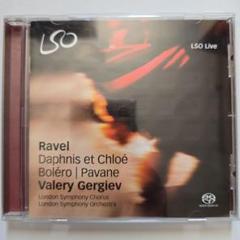 LSO
LSO Live
Ravel
Daphnis et Chloé
Boléro | Pavane
Valery Gergiev
London Symphony Chorus
London Symphony Orchestra